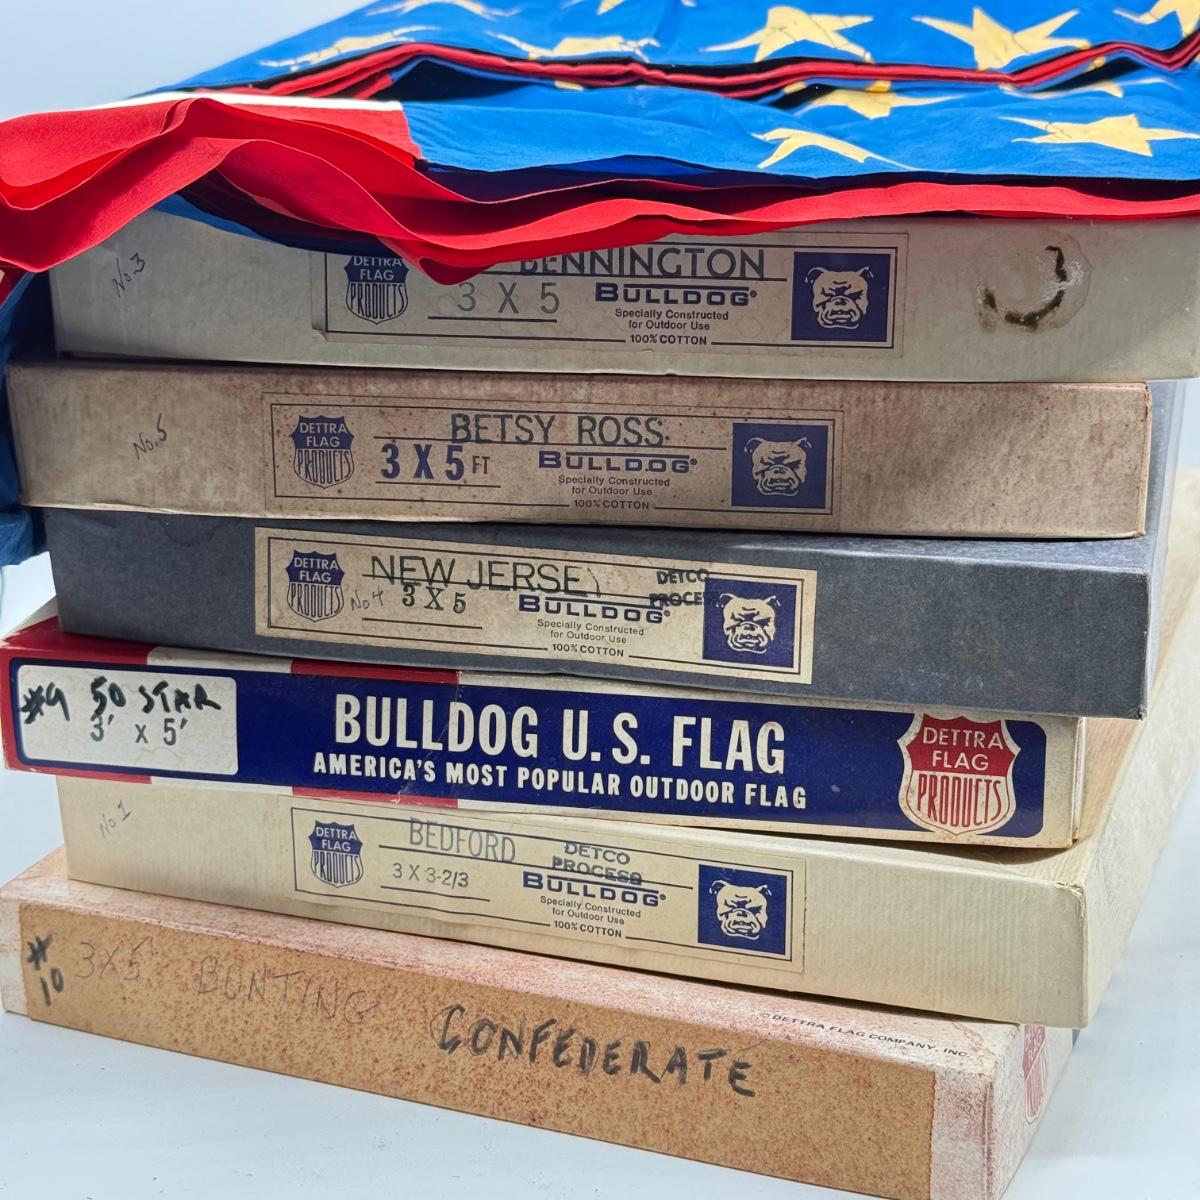 No.3
DETTRA
FLAG
PRODUCTS
BENNINGTON
3 X 5
BULLDOG®
Specially Constructed
for Outdoor Use
100% COTTON
No.5
DETTRA
FLAG
PRODUCTS
BETSY ROSS
3 X 5 FT
BULLDOG®
Specially Constructed
for Outdoor Use
100% COTTON
DETTRA
FLAG
PRODUCTS
NEW JERSEY
No4
3 X 5
DETCO
PROCESS
BULLDOG®
Specially Constructed
for Outdoor Use
100% COTTON
#9 50 STAR
3' x 5'
BULLDOG U.S. FLAG
AMERICA'S MOST POPULAR OUTDOOR FLAG
DETTRA
FLAG
PRODUCTS
No 1
DETTRA
FLAG
PRODUCTS
BEDFORD
3 X 3-2/3
DETCO
PROCESS
BULLDOG®
Specially Constructed
for Outdoor Use
100% COTTON
#10
3X5 BUNTING
CONFEDERATE
© DETTRA FLAG COMPANY, INC.